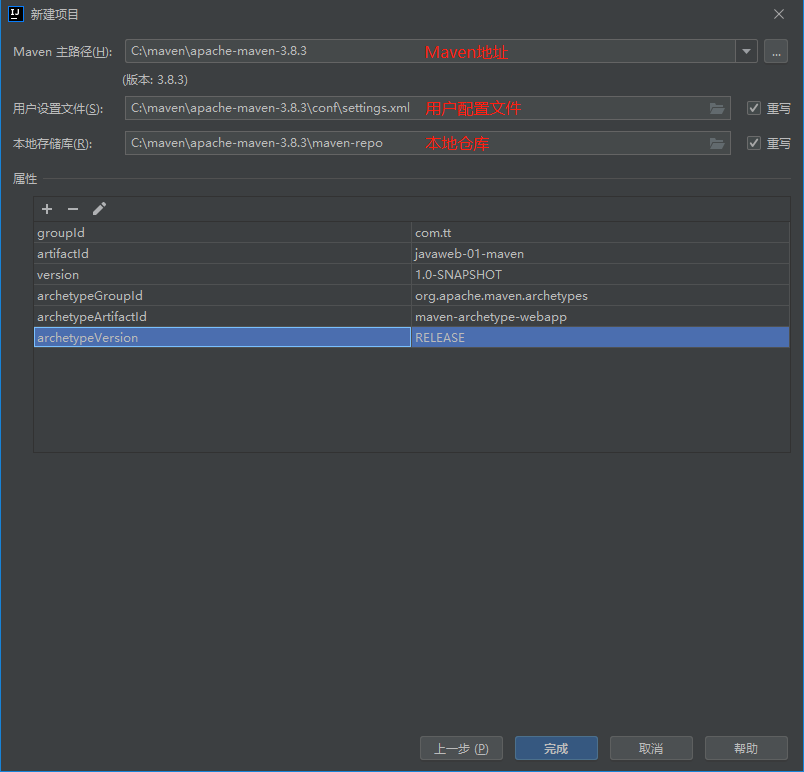 新建项目
Maven 主路径(H): C:\maven\apache-maven-3.8.3 Maven地址 ...
(版本: 3.8.3)
用户设置文件(S): C:\maven\apache-maven-3.8.3\conf\settings.xml 用户配置文件 重写
本地存储库(R): C:\maven\apache-maven-3.8.3\maven-repo 本地仓库 重写
属性
groupId com.tt
artifactId javaweb-01-maven
version 1.0-SNAPSHOT
archetypeGroupId org.apache.maven.archetypes
archetypeArtifactId maven-archetype-webapp
archetypeVersion RELEASE
上一步 (P) 完成 取消 帮助